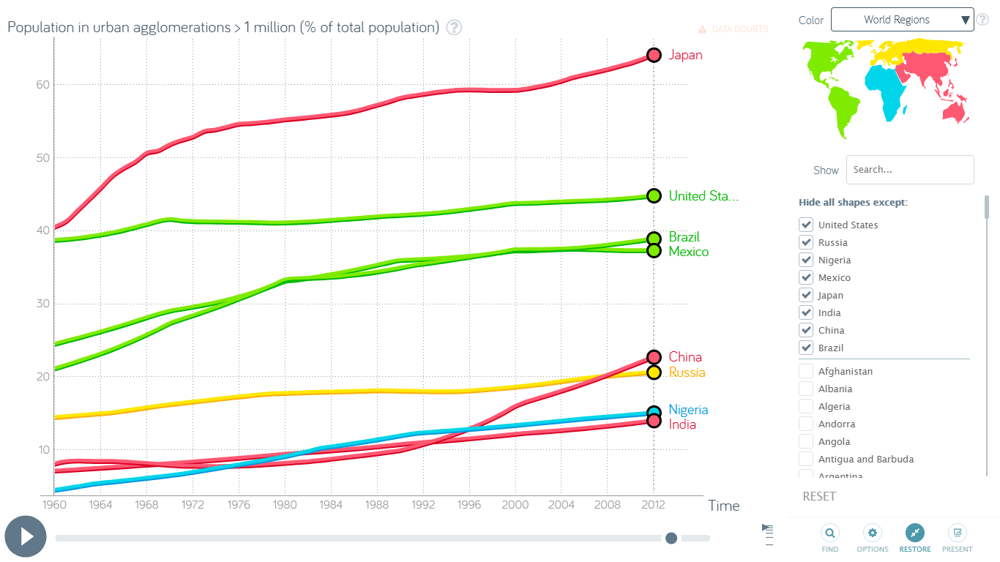 Population in urban agglomerations > 1 million (% of total population) ?
DATA DOUBTS
Color World Regions ▼ ?
60
50
40
30
20
10
Japan
United Sta...
Brazil
Mexico
China
Russia
Nigeria
India
1960 1964 1968 1972 1976 1980 1984 1988 1992 1996 2000 2004 2008 2012
Time
Show Search...
Hide all shapes except:
United States
Russia
Nigeria
Mexico
Japan
India
China
Brazil
Afghanistan
Albania
Algeria
Andorra
Angola
Antigua and Barbuda
Argentina
RESET
FIND OPTIONS RESTORE PRESENT